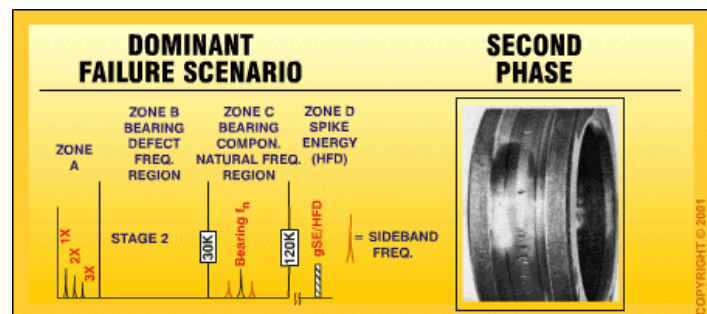 DOMINANT
FAILURE SCENARIO
SECOND
PHASE
ZONE
A
ZONE B
BEARING
DEFECT
FREQ.
REGION
ZONE C
BEARING
COMPON.
NATURAL FREQ.
REGION
ZONE D
SPIKE
ENERGY
(HFD)
1X
2X
3X
STAGE 2
30K
Bearing fn
120K
gSE/HFD
= SIDEBAND
FREQ.
COPYRIGHT © 2001